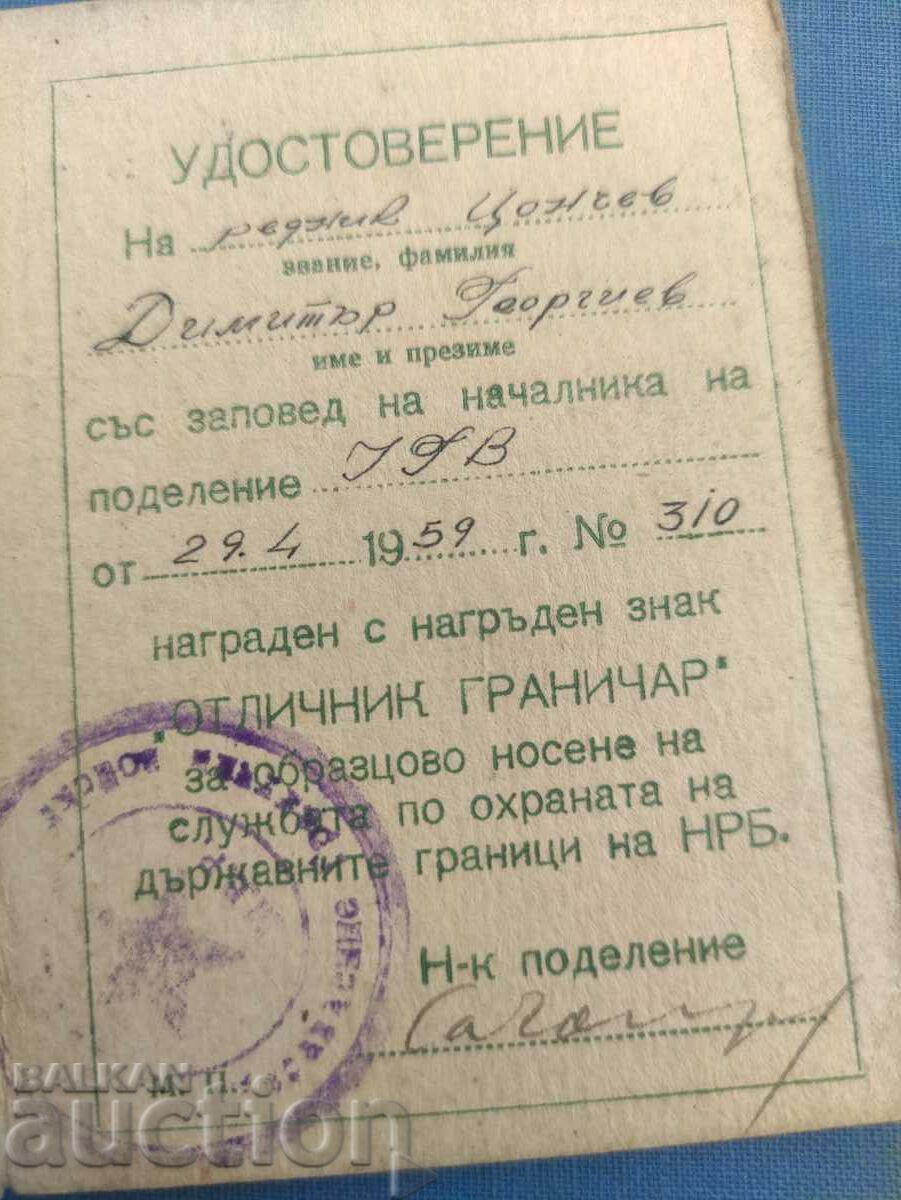 УДОСТОВЕРЕНИЕ
На редник Цончев
звание, фамилия
Димитър Георгиев
име и презиме
със заповед на началника на
поделение УГВ
от 29.4 1959 г. № 310
награден с нагръден знак
"ОТЛИЧНИК ГРАНИЧАР"
за образцово носене на
службата по охраната на
държавните граници на НРБ.
Н-к поделение
М. П.
BALKAN
auction